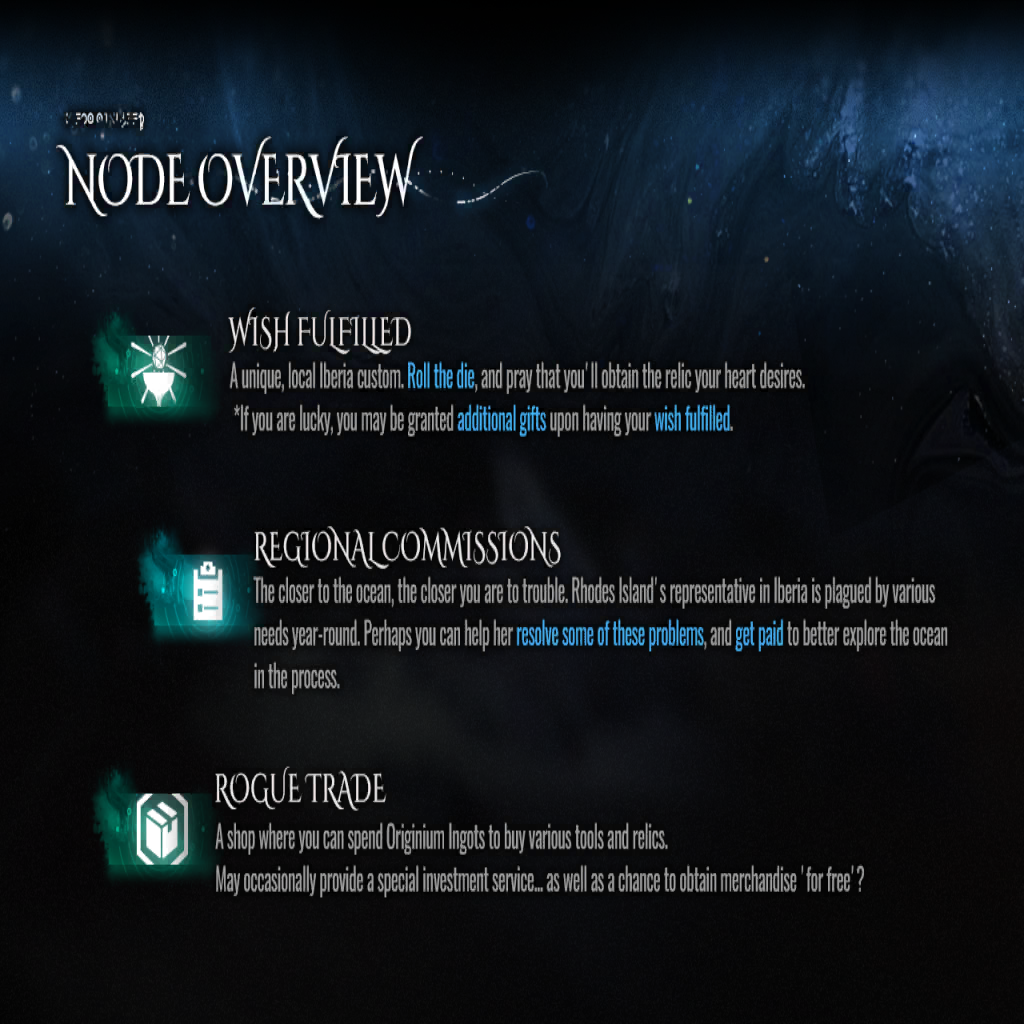 NODE OVERVIEW
WISH FULFILLED
A unique, local Iberia custom. Roll the die, and pray that you'll obtain the relic your heart desires.
*If you are lucky, you may be granted additional gifts upon having your wish fulfilled.
REGIONAL COMMISSIONS
The closer to the ocean, the closer you are to trouble. Rhodes Island's representative in Iberia is plagued by various
needs year-round. Perhaps you can help her resolve some of these problems, and get paid to better explore the ocean
in the process.
ROGUE TRADE
A shop where you can spend Originium Ingots to buy various tools and relics.
May occasionally provide a special investment service... as well as a chance to obtain merchandise 'for free'?